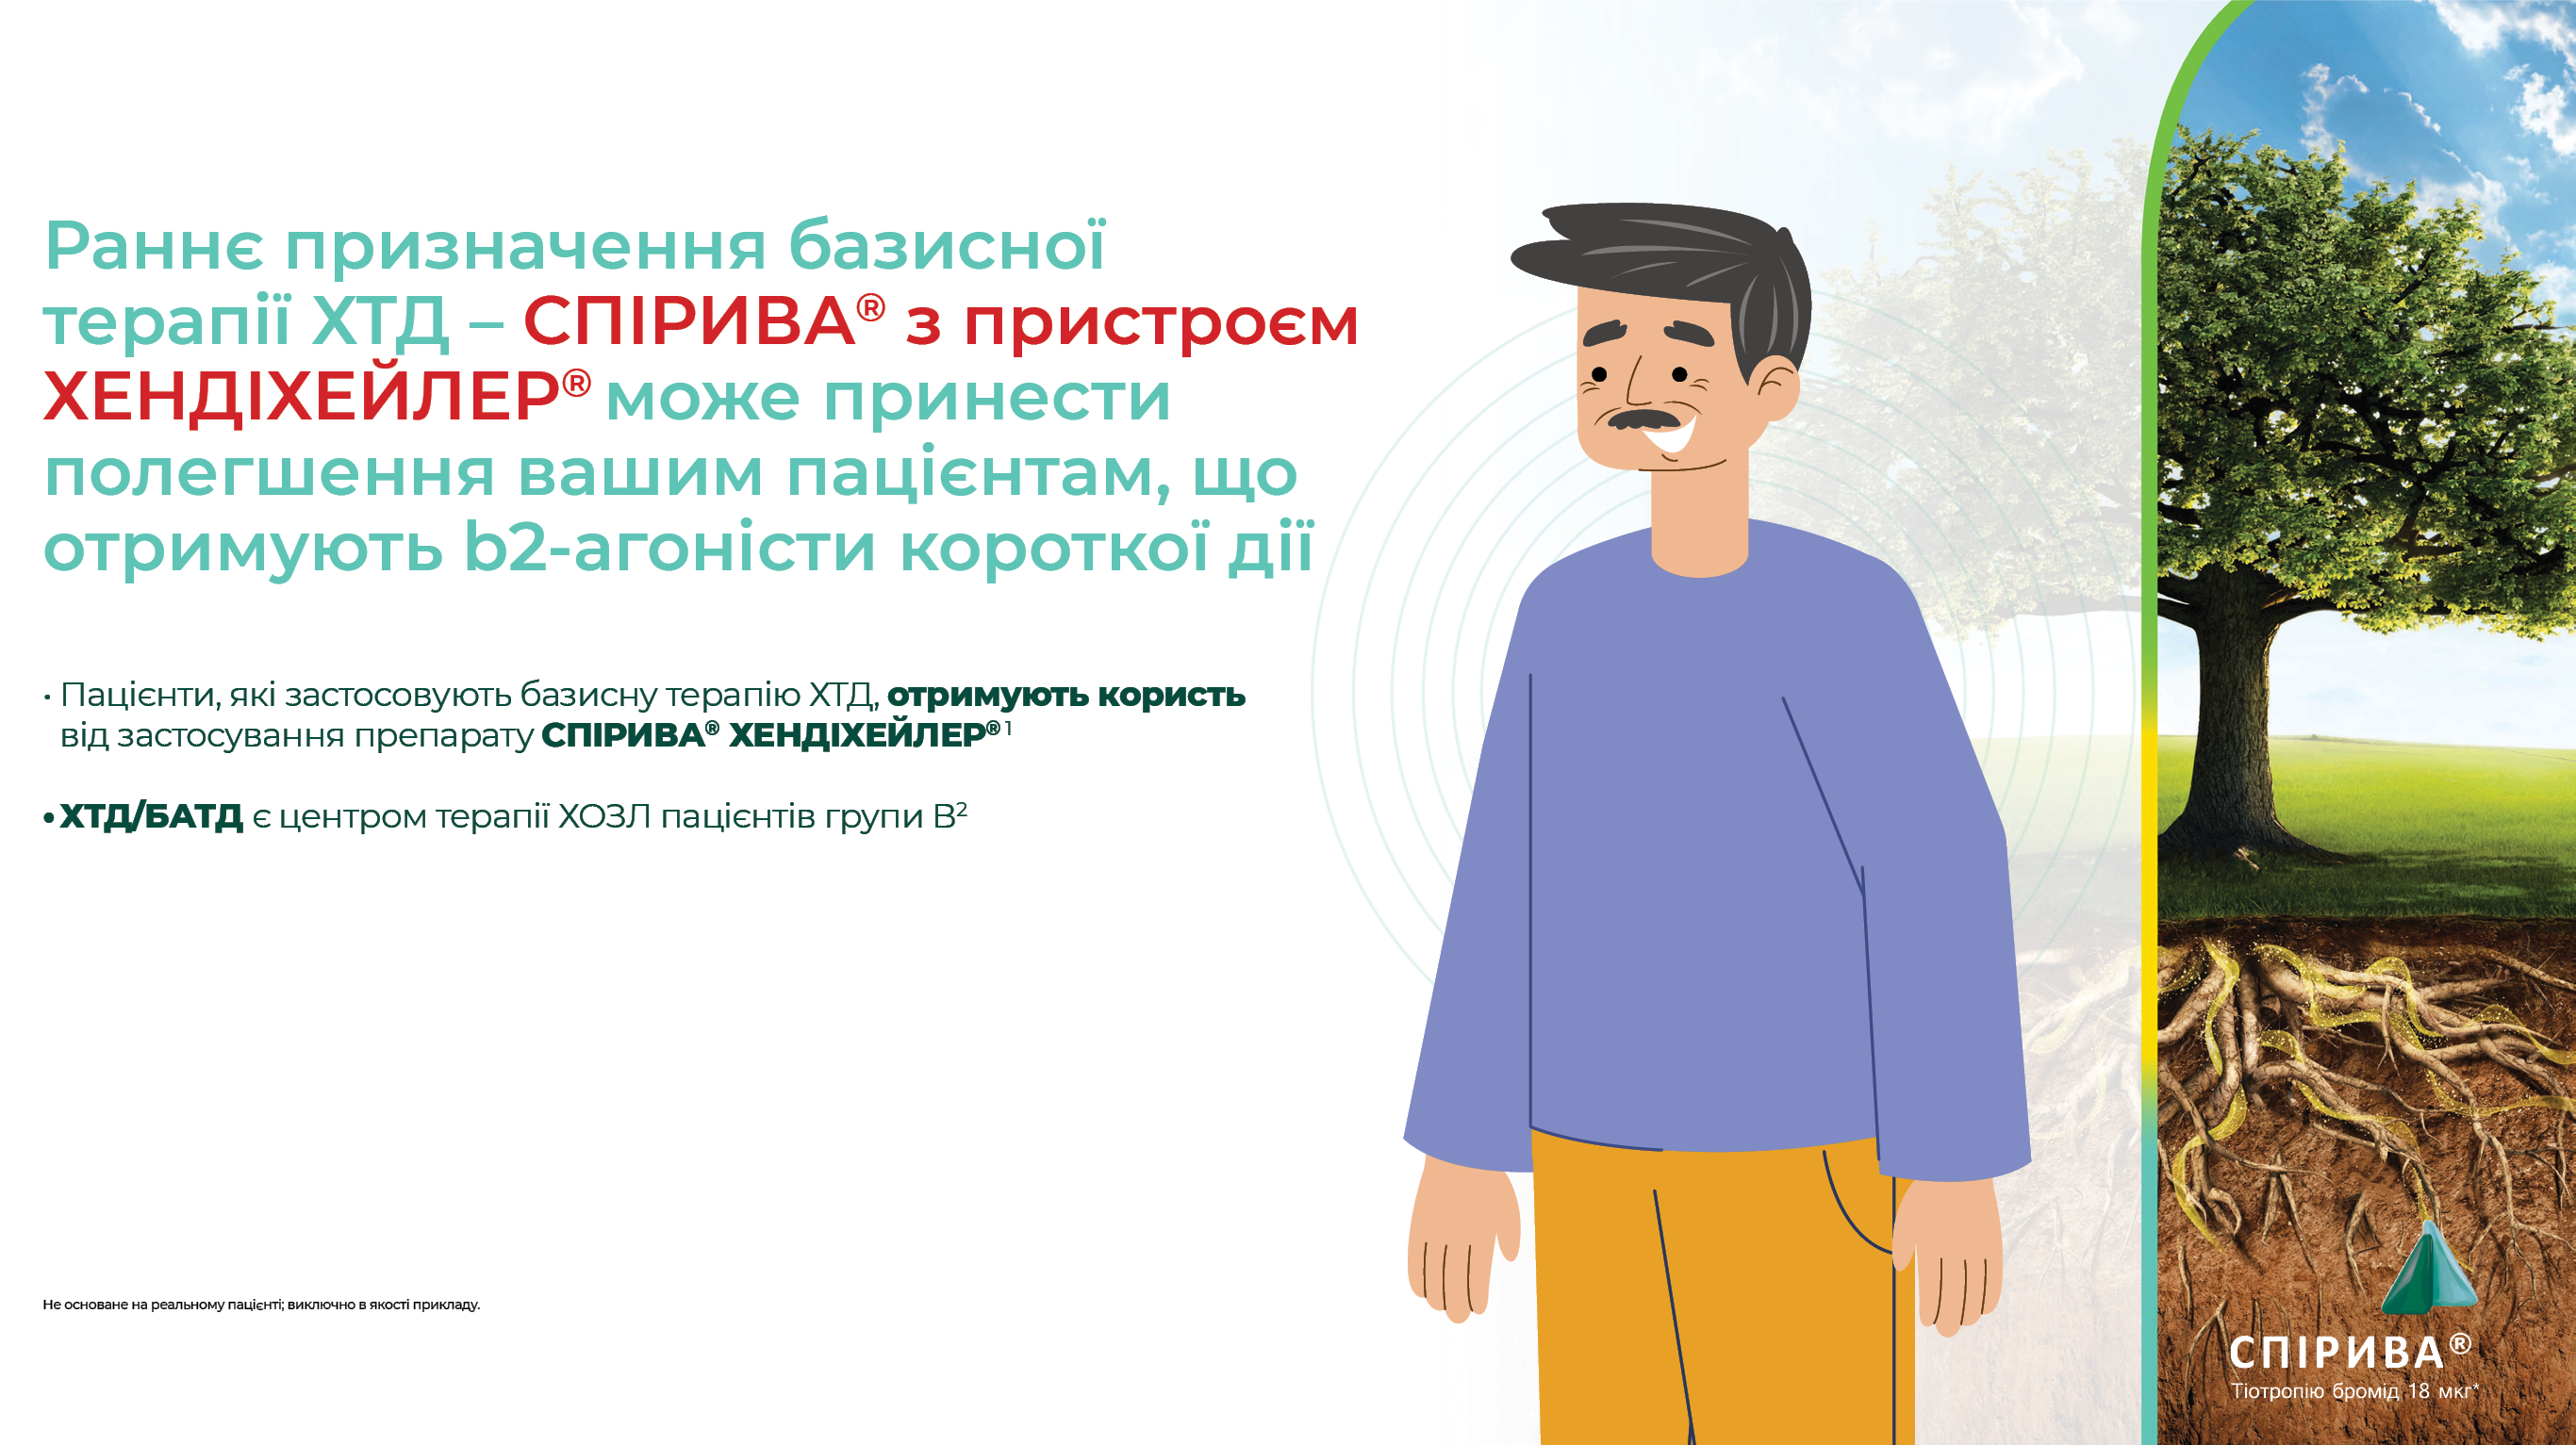 Раннє призначення базисної
терапії ХТД – СПІРИВА® з пристроєм
ХЕНДІХЕЙЛЕР® може принести
полегшення вашим пацієнтам, що
отримують b2-агоністи короткої дії
· Пацієнти, які застосовують базисну терапію ХТД, отримують користь
від застосування препарату СПІРИВА® ХЕНДІХЕЙЛЕР® 1
• ХТД/БАТД є центром терапії ХОЗЛ пацієнтів групи В2
Не основане на реальному пацієнті; виключно в якості прикладу.
СПІРИВА®
Тіотропію бромід 18 мкг*